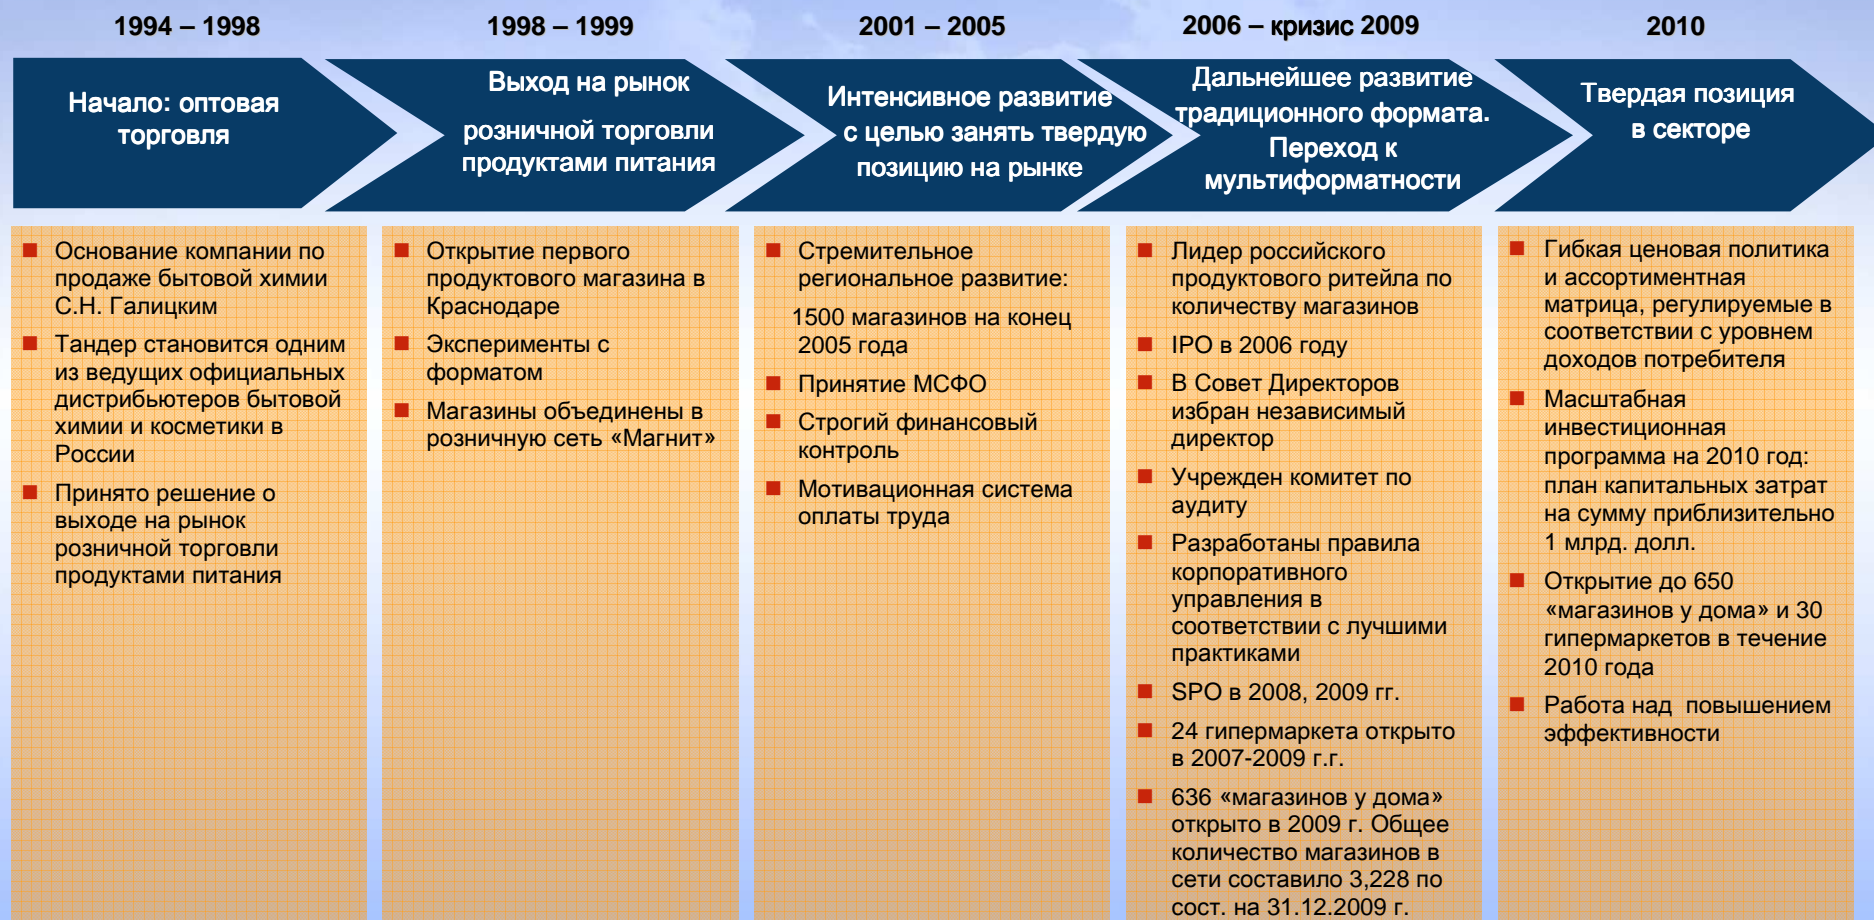 1994 – 1998
1998 – 1999
2001 – 2005
2006 – кризис 2009
2010
Начало: оптовая
торговля
Выход на рынок
розничной торговли
продуктами питания
Интенсивное развитие
с целью занять твердую
позицию на рынке
Дальнейшее развитие
традиционного формата.
Переход к
мультиформатности
Твердая позиция
в секторе
Основание компании по
продаже бытовой химии
С.Н. Галицким
Тандер становится одним
из ведущих официальных
дистрибьютеров бытовой
химии и косметики в
России
Принято решение о
выходе на рынок
розничной торговли
продуктами питания
Открытие первого
продуктового магазина в
Краснодаре
Эксперименты с
форматом
Магазины объединены в
розничную сеть «Магнит»
Стремительное
региональное развитие:
1500 магазинов на конец
2005 года
Принятие МСФО
Строгий финансовый
контроль
Мотивационная система
оплаты труда
Лидер российского
продуктового ритейла по
количеству магазинов
IPO в 2006 году
В Совет Директоров
избран независимый
директор
Учрежден комитет по
аудиту
Разработаны правила
корпоративного
управления в
соответствии с лучшими
практиками
SPO в 2008, 2009 гг.
24 гипермаркета открыто
в 2007-2009 г.г.
636 «магазинов у дома»
открыто в 2009 г. Общее
количество магазинов в
сети составило 3,228 по
сост. на 31.12.2009 г.
Гибкая ценовая политика
и ассортиментная
матрица, регулируемые в
соответствии с уровнем
доходов потребителя
Масштабная
инвестиционная
программа на 2010 год:
план капитальных затрат
на сумму приблизительно
1 млрд. долл.
Открытие до 650
«магазинов у дома» и 30
гипермаркетов в течение
2010 года
Работа над повышением
эффективности